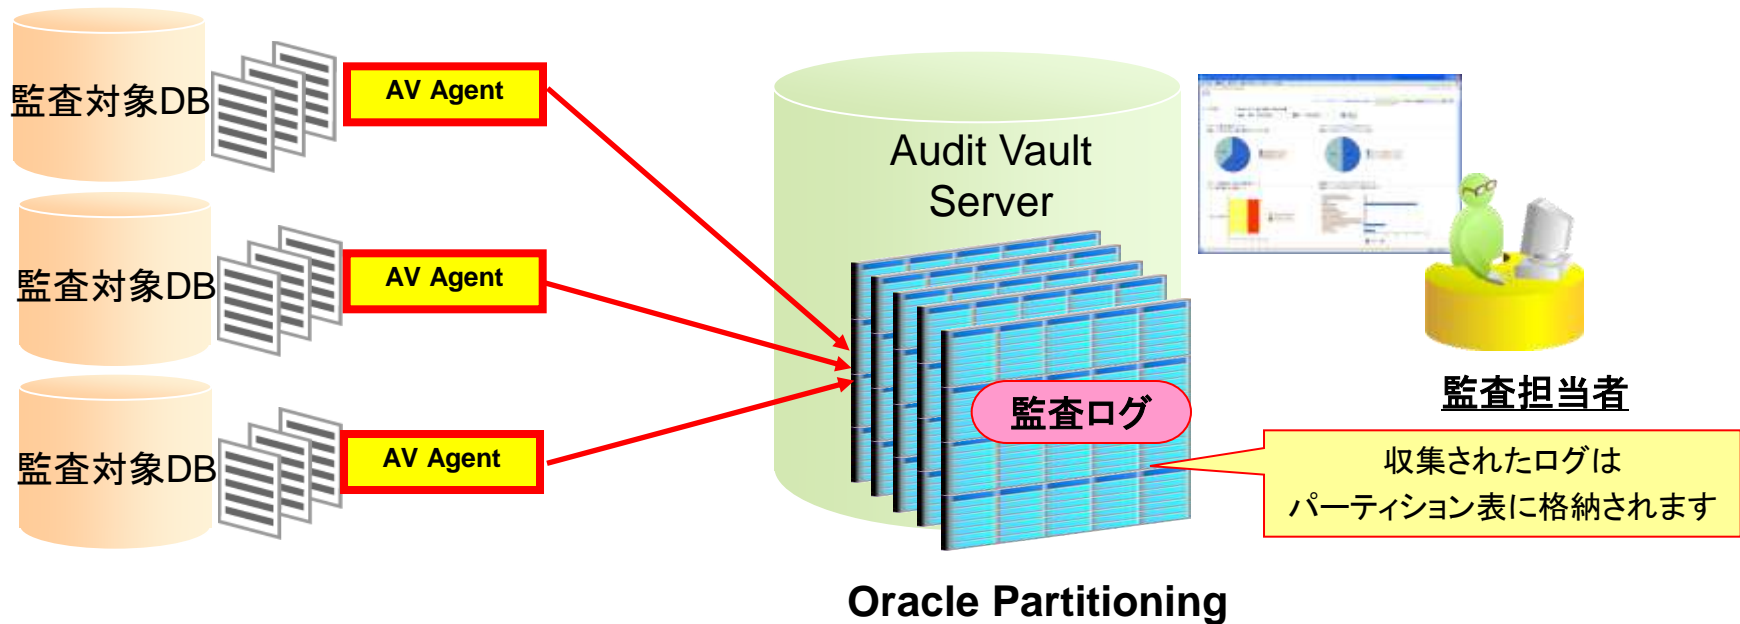 監査対象DB
AV Agent
監査対象DB
AV Agent
監査対象DB
AV Agent
Audit Vault
Server
監査ログ
監査担当者
収集されたログは
パーティション表に格納されます
Oracle Partitioning